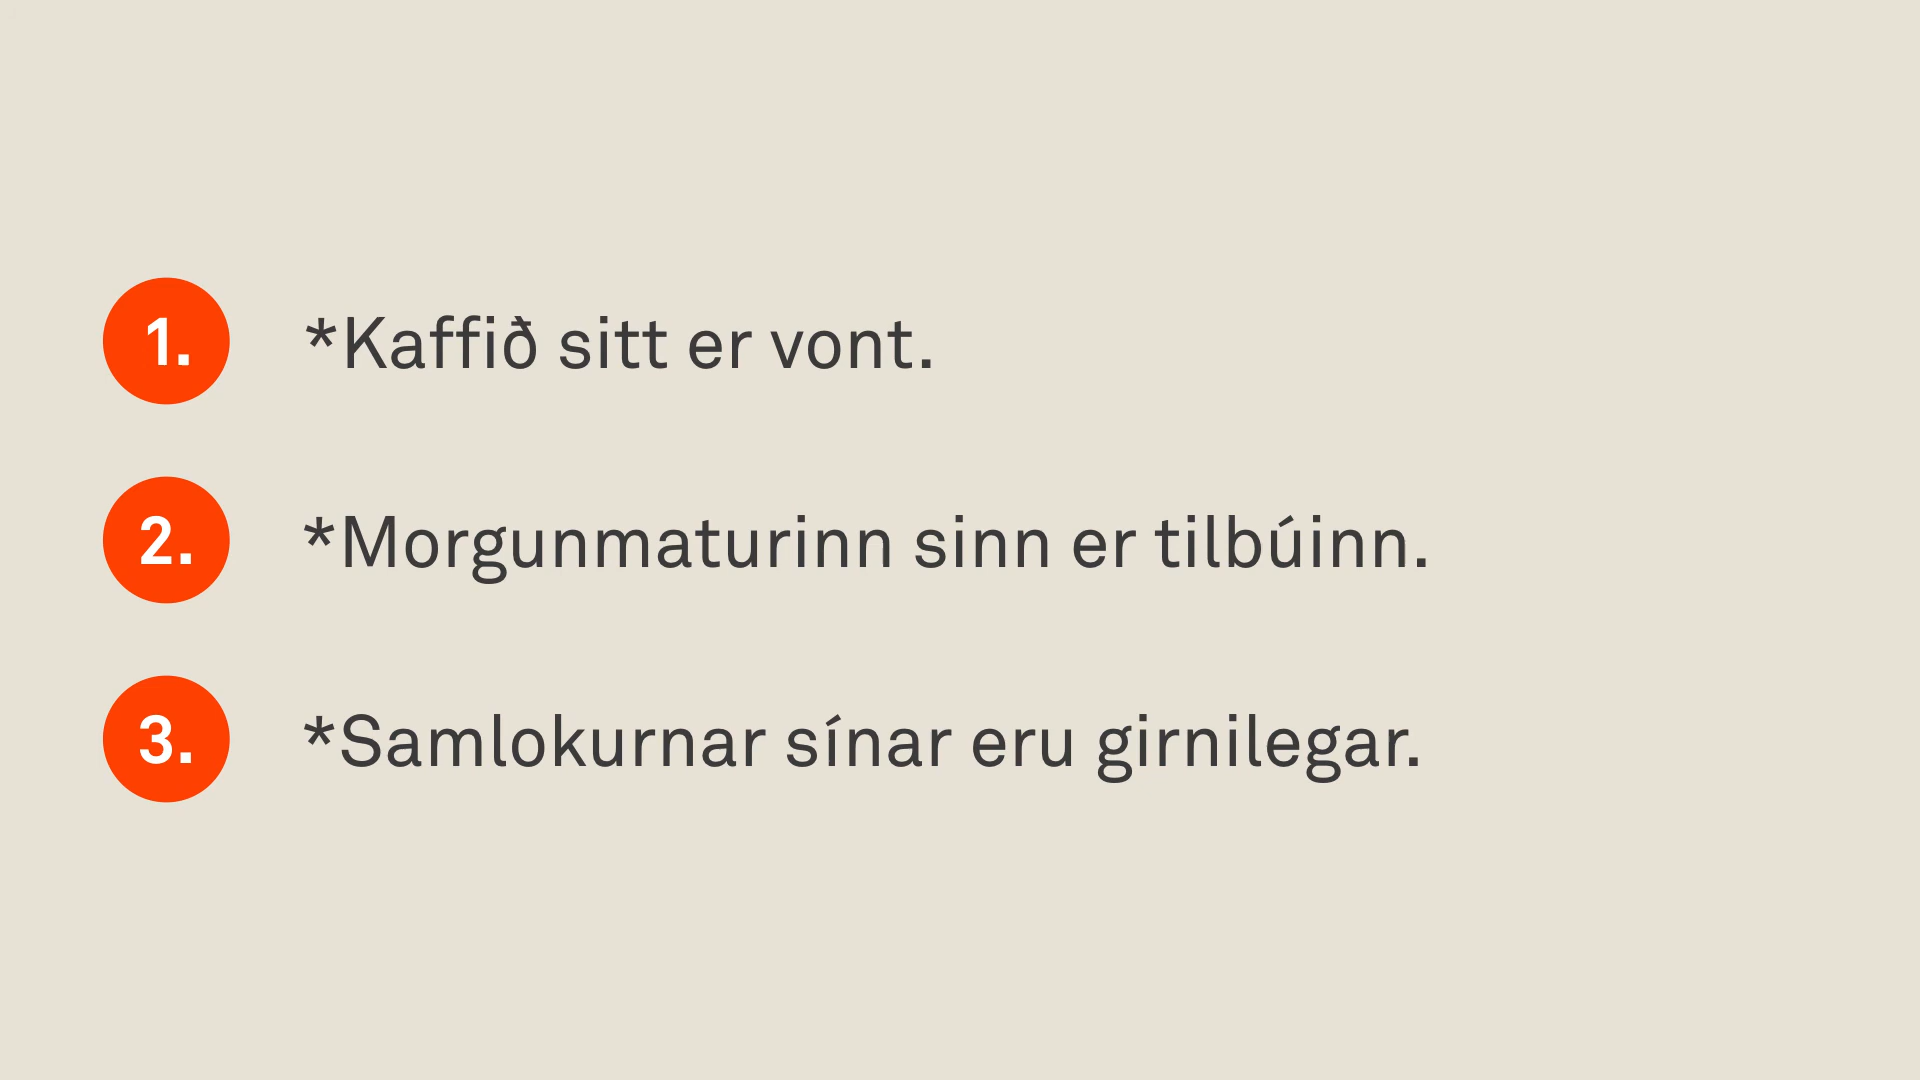 1. *Kaffið sitt er vont.
2. *Morgunmaturinn sinn er tilbúinn.
3. *Samlokurnar sínar eru girnilegar.